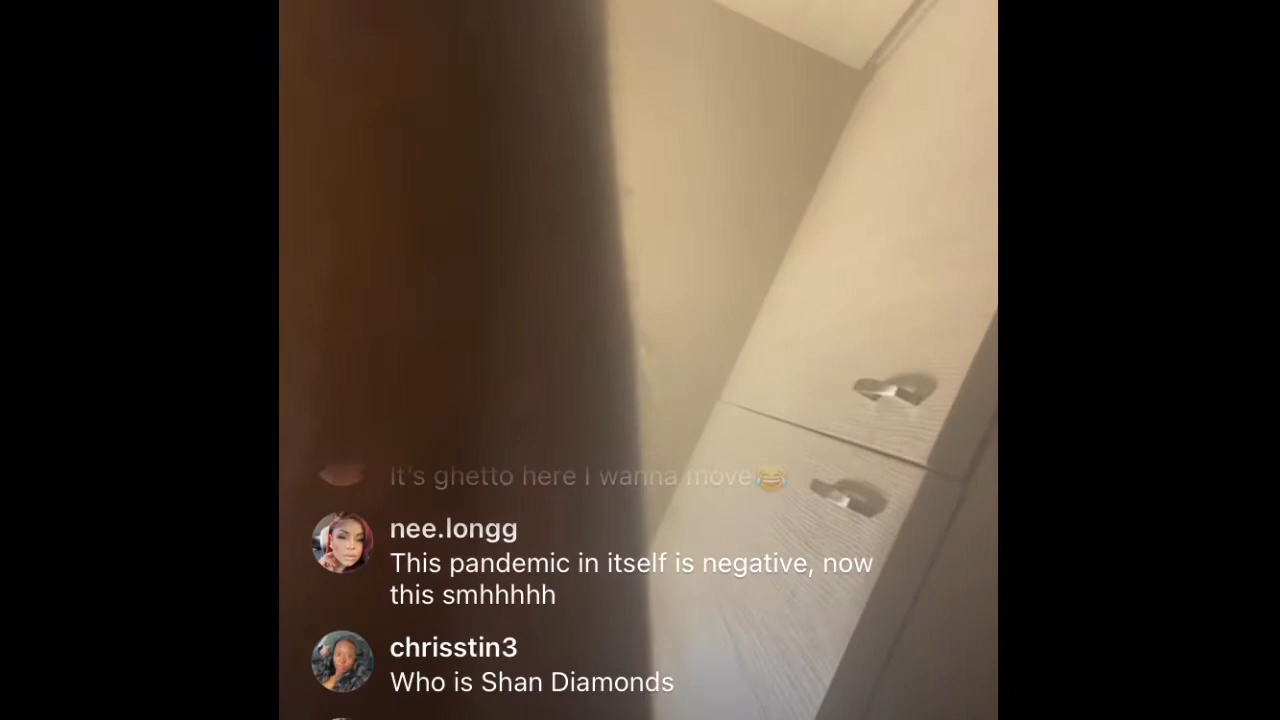 It's ghetto here I wanna move😂
nee.longg
This pandemic in itself is negative, now
this smhhhhh
chrisstin3
Who is Shan Diamonds